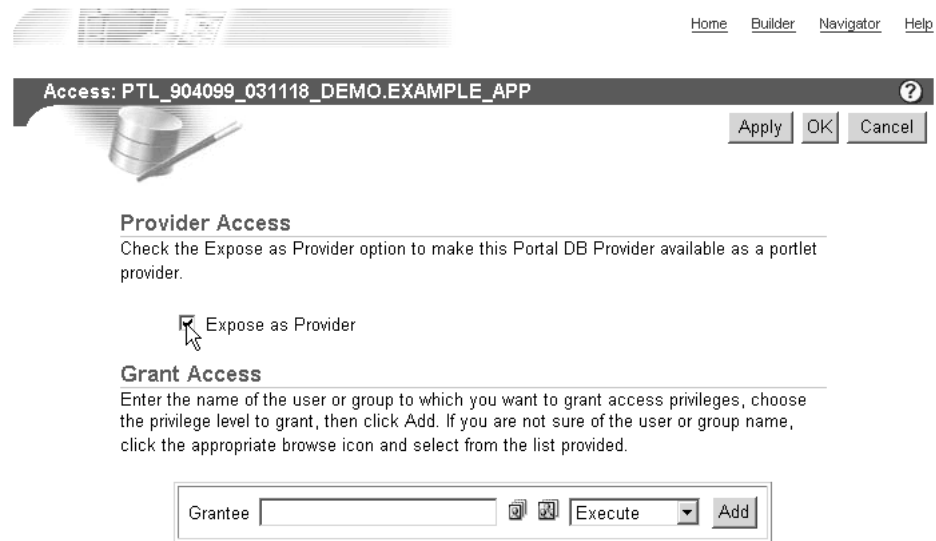 Home Builder Navigator Help
Access: PTL_904099_031118_DEMO.EXAMPLE_APP ?
Apply OK Cancel
Provider Access
Check the Expose as Provider option to make this Portal DB Provider available as a portlet
provider.
Expose as Provider
Grant Access
Enter the name of the user or group to which you want to grant access privileges, choose
the privilege level to grant, then click Add. If you are not sure of the user or group name,
click the appropriate browse icon and select from the list provided.
Grantee Execute Add